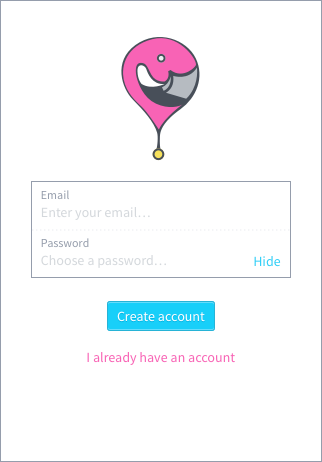 Email
Enter your email…
Password
Choose a password…
Hide
Create account
I already have an account